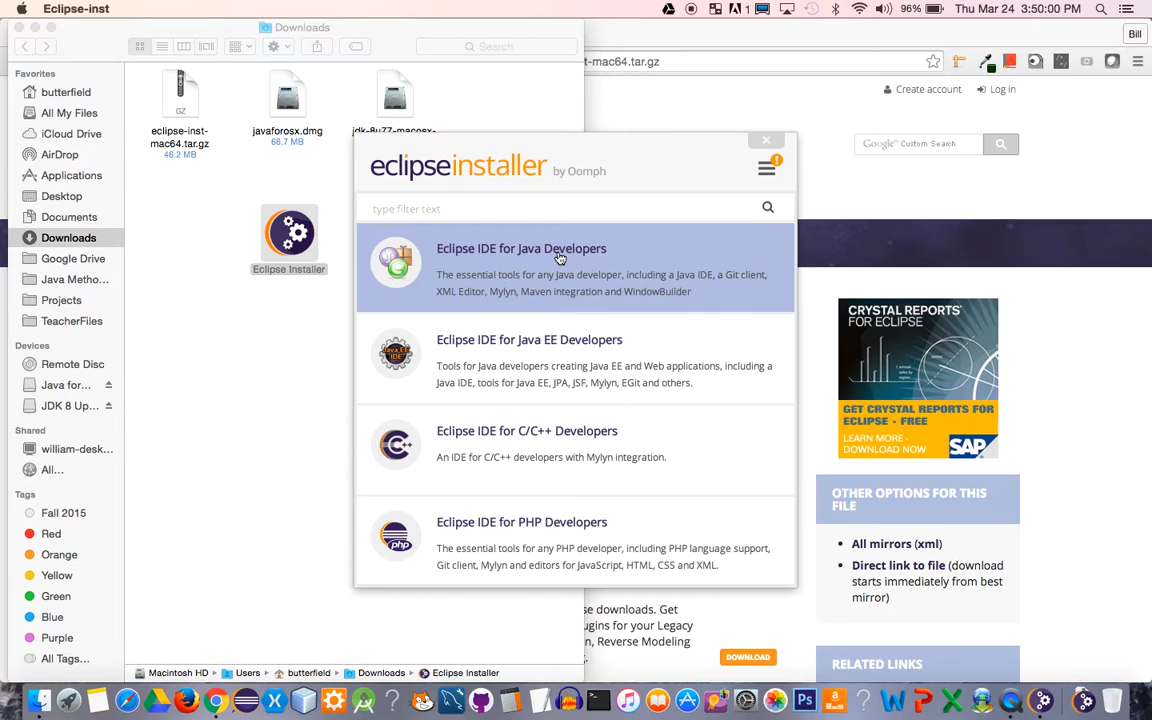 Eclipse-inst
1
96%
Thu Mar 24 3:50:00 PM
Downloads
Bill
Search
t-mac64.tar.gz
Favorites
butterfield
All My Files
iCloud Drive
AirDrop
Applications
Desktop
Documents
Downloads
Google Drive
Java Metho...
Projects
TeacherFiles
Devices
Remote Disc
Java for...
JDK 8 Up...
Shared
william-desk...
All...
Tags
Fall 2015
Red
Orange
Yellow
Green
Blue
Purple
All Tags...
GZ
eclipse-inst-
mac64.tar.gz
46.2 MB
javaforosx.dmg
66.7 MB
jdk-8u77-macosx-
Eclipse Installer
eclipseinstaller by Oomph
!
type filter text
Eclipse IDE for Java Developers
The essential tools for any Java developer, including a Java IDE, a Git client,
XML Editor, Mylyn, Maven integration and WindowBuilder
Java EE
IDE
Eclipse IDE for Java EE Developers
Tools for Java developers creating Java EE and Web applications, including a
Java IDE, tools for Java EE, JPA, JSF, Mylyn, EGit and others.
C++
Eclipse IDE for C/C++ Developers
An IDE for C/C++ developers with Mylyn integration.
php
Eclipse IDE for PHP Developers
The essential tools for any PHP developer, including PHP language support,
Git client, Mylyn and editors for JavaScript, HTML, CSS and XML.
Create account
Log in
Google™ Custom Search
CRYSTAL REPORTS®
FOR ECLIPSE
GET CRYSTAL REPORTS FOR
ECLIPSE - FREE
LEARN MORE -
DOWNLOAD NOW
SAP
OTHER OPTIONS FOR THIS
FILE
All mirrors (xml)
Direct link to file (download
starts immediately from best
mirror)
RELATED LINKS
se downloads. Get
ugins for your Legacy
n, Reverse Modeling
DOWNLOAD
Macintosh HD
Users
butterfield
Downloads
Eclipse Installer